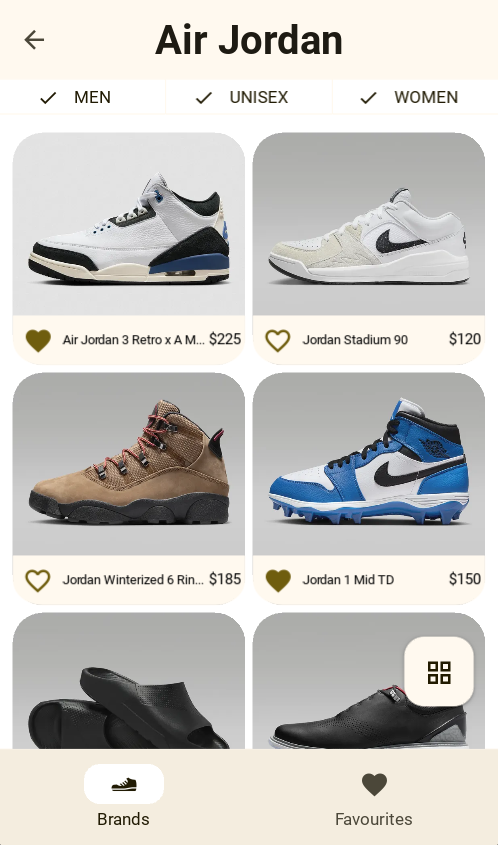 Air Jordan
MEN
UNISEX
WOMEN
Air Jordan 3 Retro x A M... $225
Jordan Stadium 90 $120
Jordan Winterized 6 Rin... $185
Jordan 1 Mid TD $150
Brands
Favourites